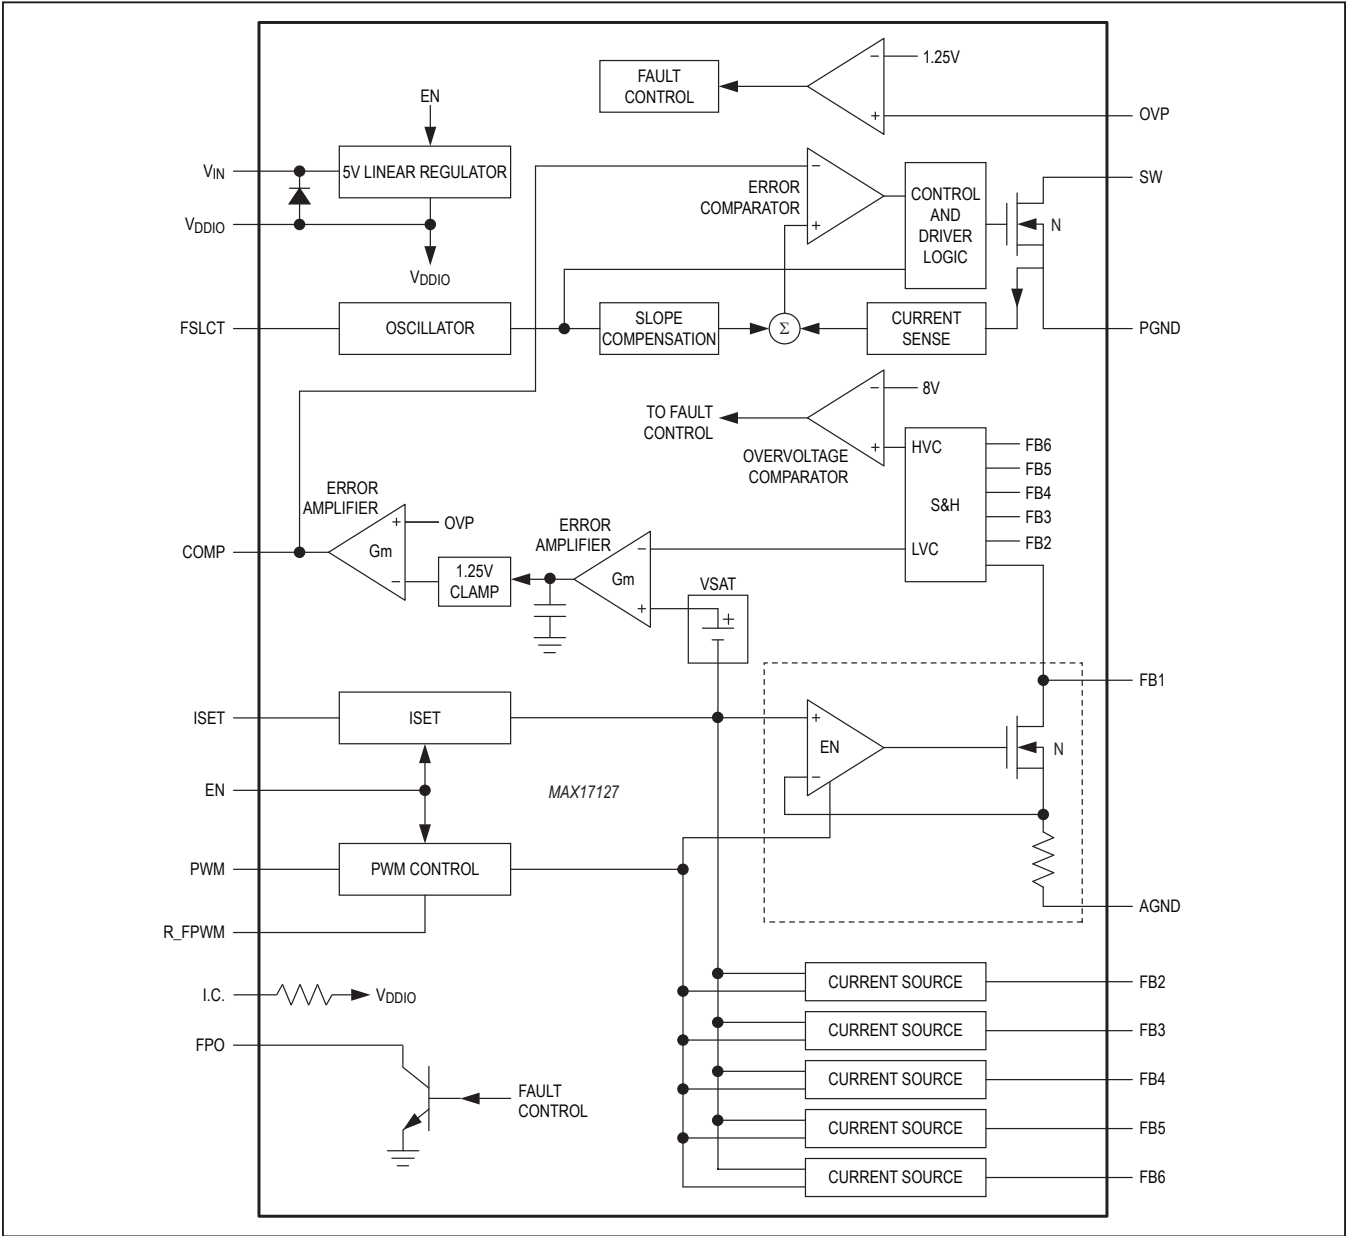 1.25V
FAULT
CONTROL
OVP
EN
VIN
5V LINEAR REGULATOR
VDDIO
VDDIO
ERROR
COMPARATOR
CONTROL
AND
DRIVER
LOGIC
SW
N
FSLCT
OSCILLATOR
SLOPE
COMPENSATION
Σ
CURRENT
SENSE
PGND
8V
TO FAULT
CONTROL
OVERVOLTAGE
COMPARATOR
HVC
S&H
LVC
FB6
FB5
FB4
FB3
FB2
ERROR
AMPLIFIER
Gm
OVP
COMP
1.25V
CLAMP
ERROR
AMPLIFIER
Gm
VSAT
FB1
ISET
ISET
EN
N
EN
MAX17127
PWM
PWM CONTROL
AGND
R_FPWM
I.C.
VDDIO
FPO
FAULT
CONTROL
CURRENT SOURCE
FB2
CURRENT SOURCE
FB3
CURRENT SOURCE
FB4
CURRENT SOURCE
FB5
CURRENT SOURCE
FB6